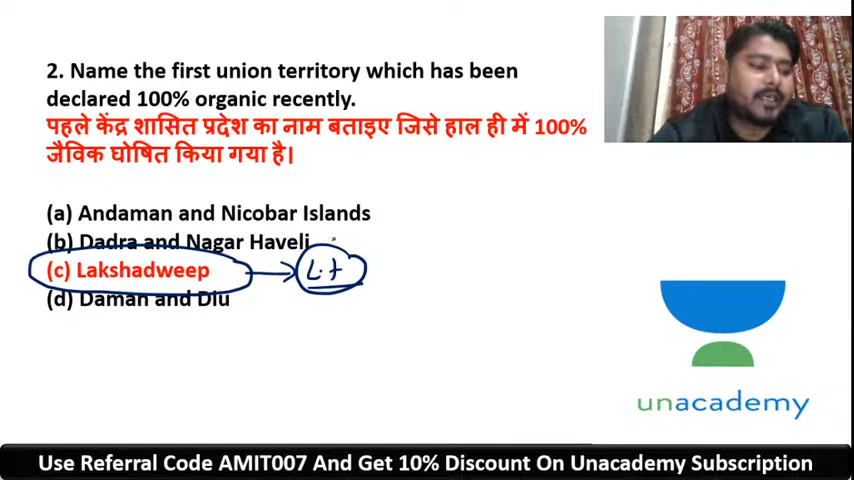 2. Name the first union territory which has been
declared 100% organic recently.
पहले केंद्र शासित प्रदेश का नाम बताइए जिसे हाल ही में 100%
जैविक घोषित किया गया है।
(a) Andaman and Nicobar Islands
(b) Dadra and Nagar Haveli
(c) Lakshadweep
(d) Daman and Diu
unacademy
Use Referral Code AMIT007 And Get 10% Discount On Unacademy Subscription